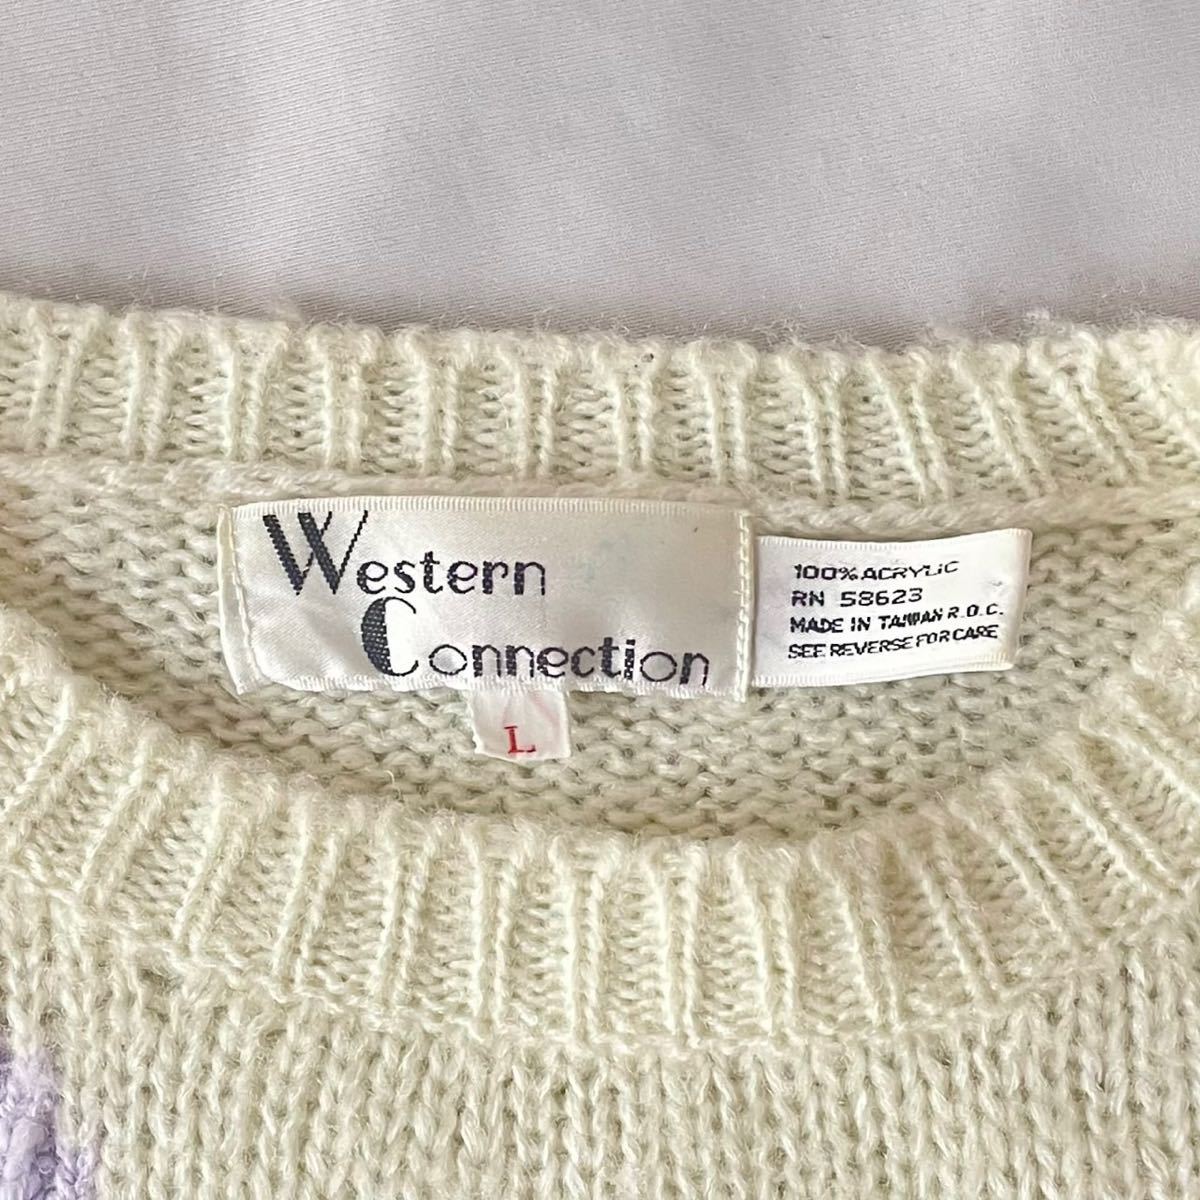 Western
Connection
L
100% ACRYLIC
RN 58623
MADE IN TAIWAN R.O.C.
SEE REVERSE FOR CARE